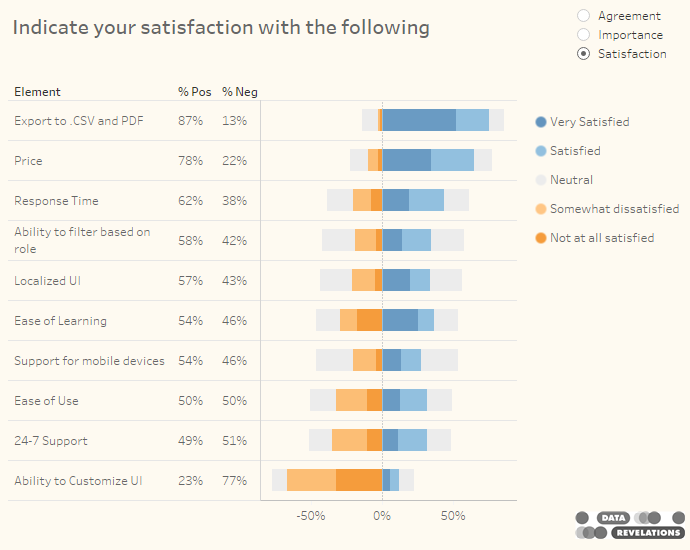 Indicate your satisfaction with the following
Agreement
Importance
Satisfaction
Element % Pos % Neg
Export to .CSV and PDF 87% 13%
Price 78% 22%
Response Time 62% 38%
Ability to filter based on
role 58% 42%
Localized UI 57% 43%
Ease of Learning 54% 46%
Support for mobile devices 54% 46%
Ease of Use 50% 50%
24-7 Support 49% 51%
Ability to Customize UI 23% 77%
-50% 0% 50%
Very Satisfied
Satisfied
Neutral
Somewhat dissatisfied
Not at all satisfied
DATA
REVELATIONS